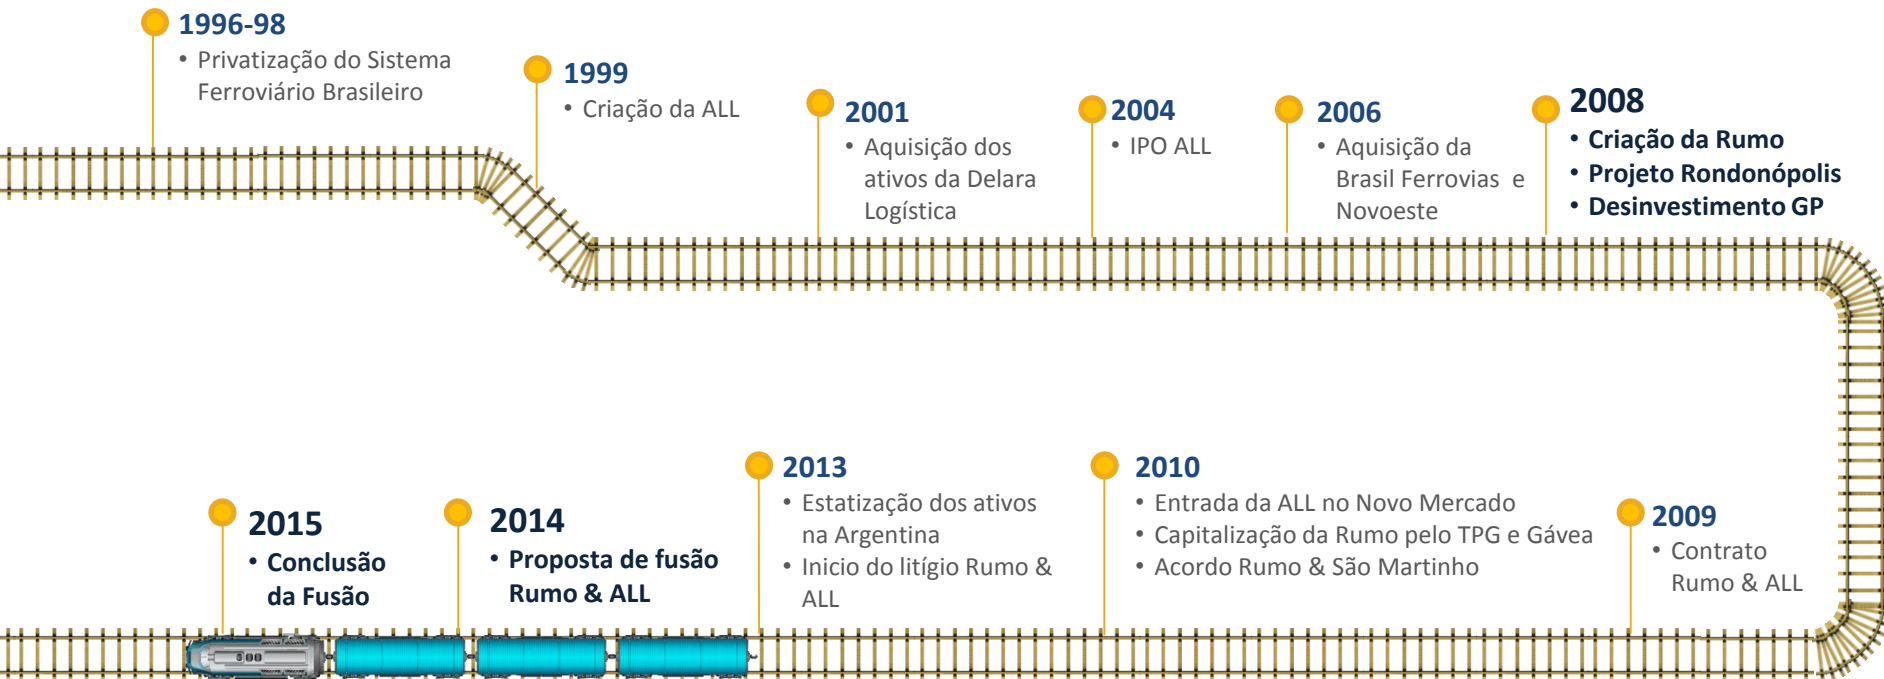 1996-98
• Privatização do Sistema
Ferroviário Brasileiro
1999
• Criação da ALL
2001
• Aquisição dos
ativos da Delara
Logística
2004
• IPO ALL
2006
• Aquisição da
Brasil Ferrovias e
Novoeste
2008
• Criação da Rumo
• Projeto Rondonópolis
• Desinvestimento GP
2009
• Contrato
Rumo & ALL
2010
• Entrada da ALL no Novo Mercado
• Capitalização da Rumo pelo TPG e Gávea
• Acordo Rumo & São Martinho
2013
• Estatização dos ativos
na Argentina
• Inicio do litígio Rumo &
ALL
2014
• Proposta de fusão
Rumo & ALL
2015
• Conclusão
da Fusão